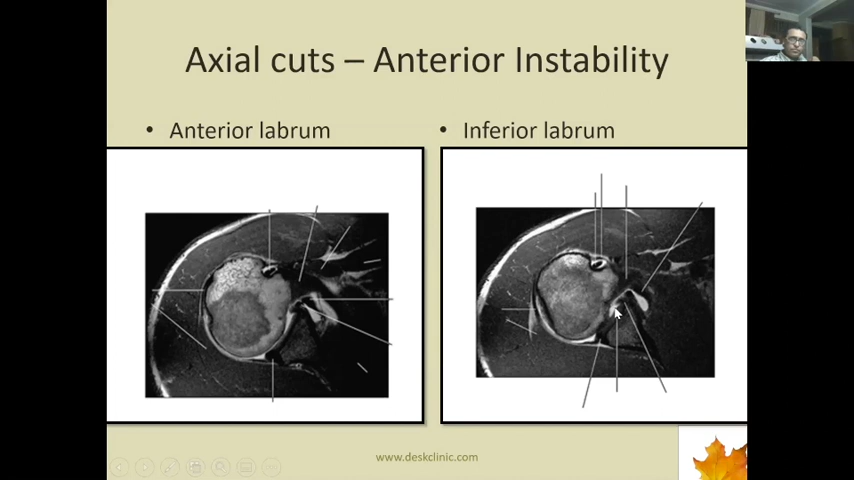 Axial cuts – Anterior Instability
• Anterior labrum
• Inferior labrum
www.deskclinic.com